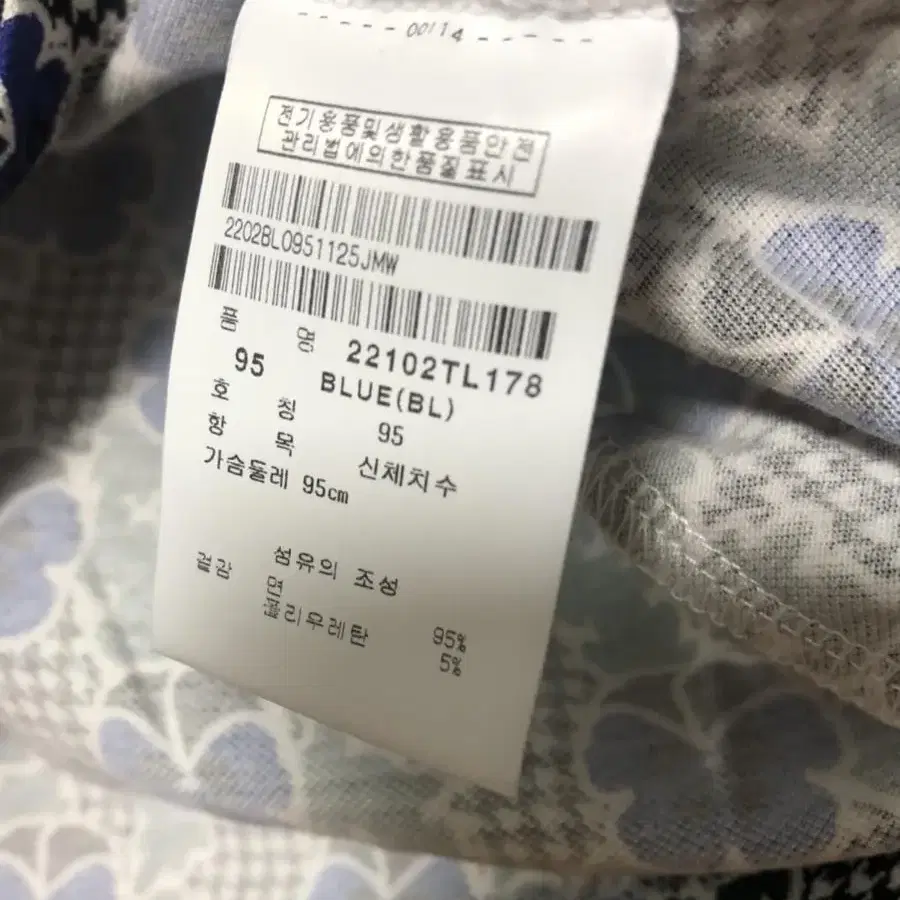 00/14
전기용품및생활용품안전
관리법에의한품질표시
2202BL0951125JMW
품 명 22102TL178
95 BLUE(BL)
호 칭 95
항 목 신체치수
가슴둘레 95cm
섬유의 조성
겉감 면 95%
폴리우레탄 5%